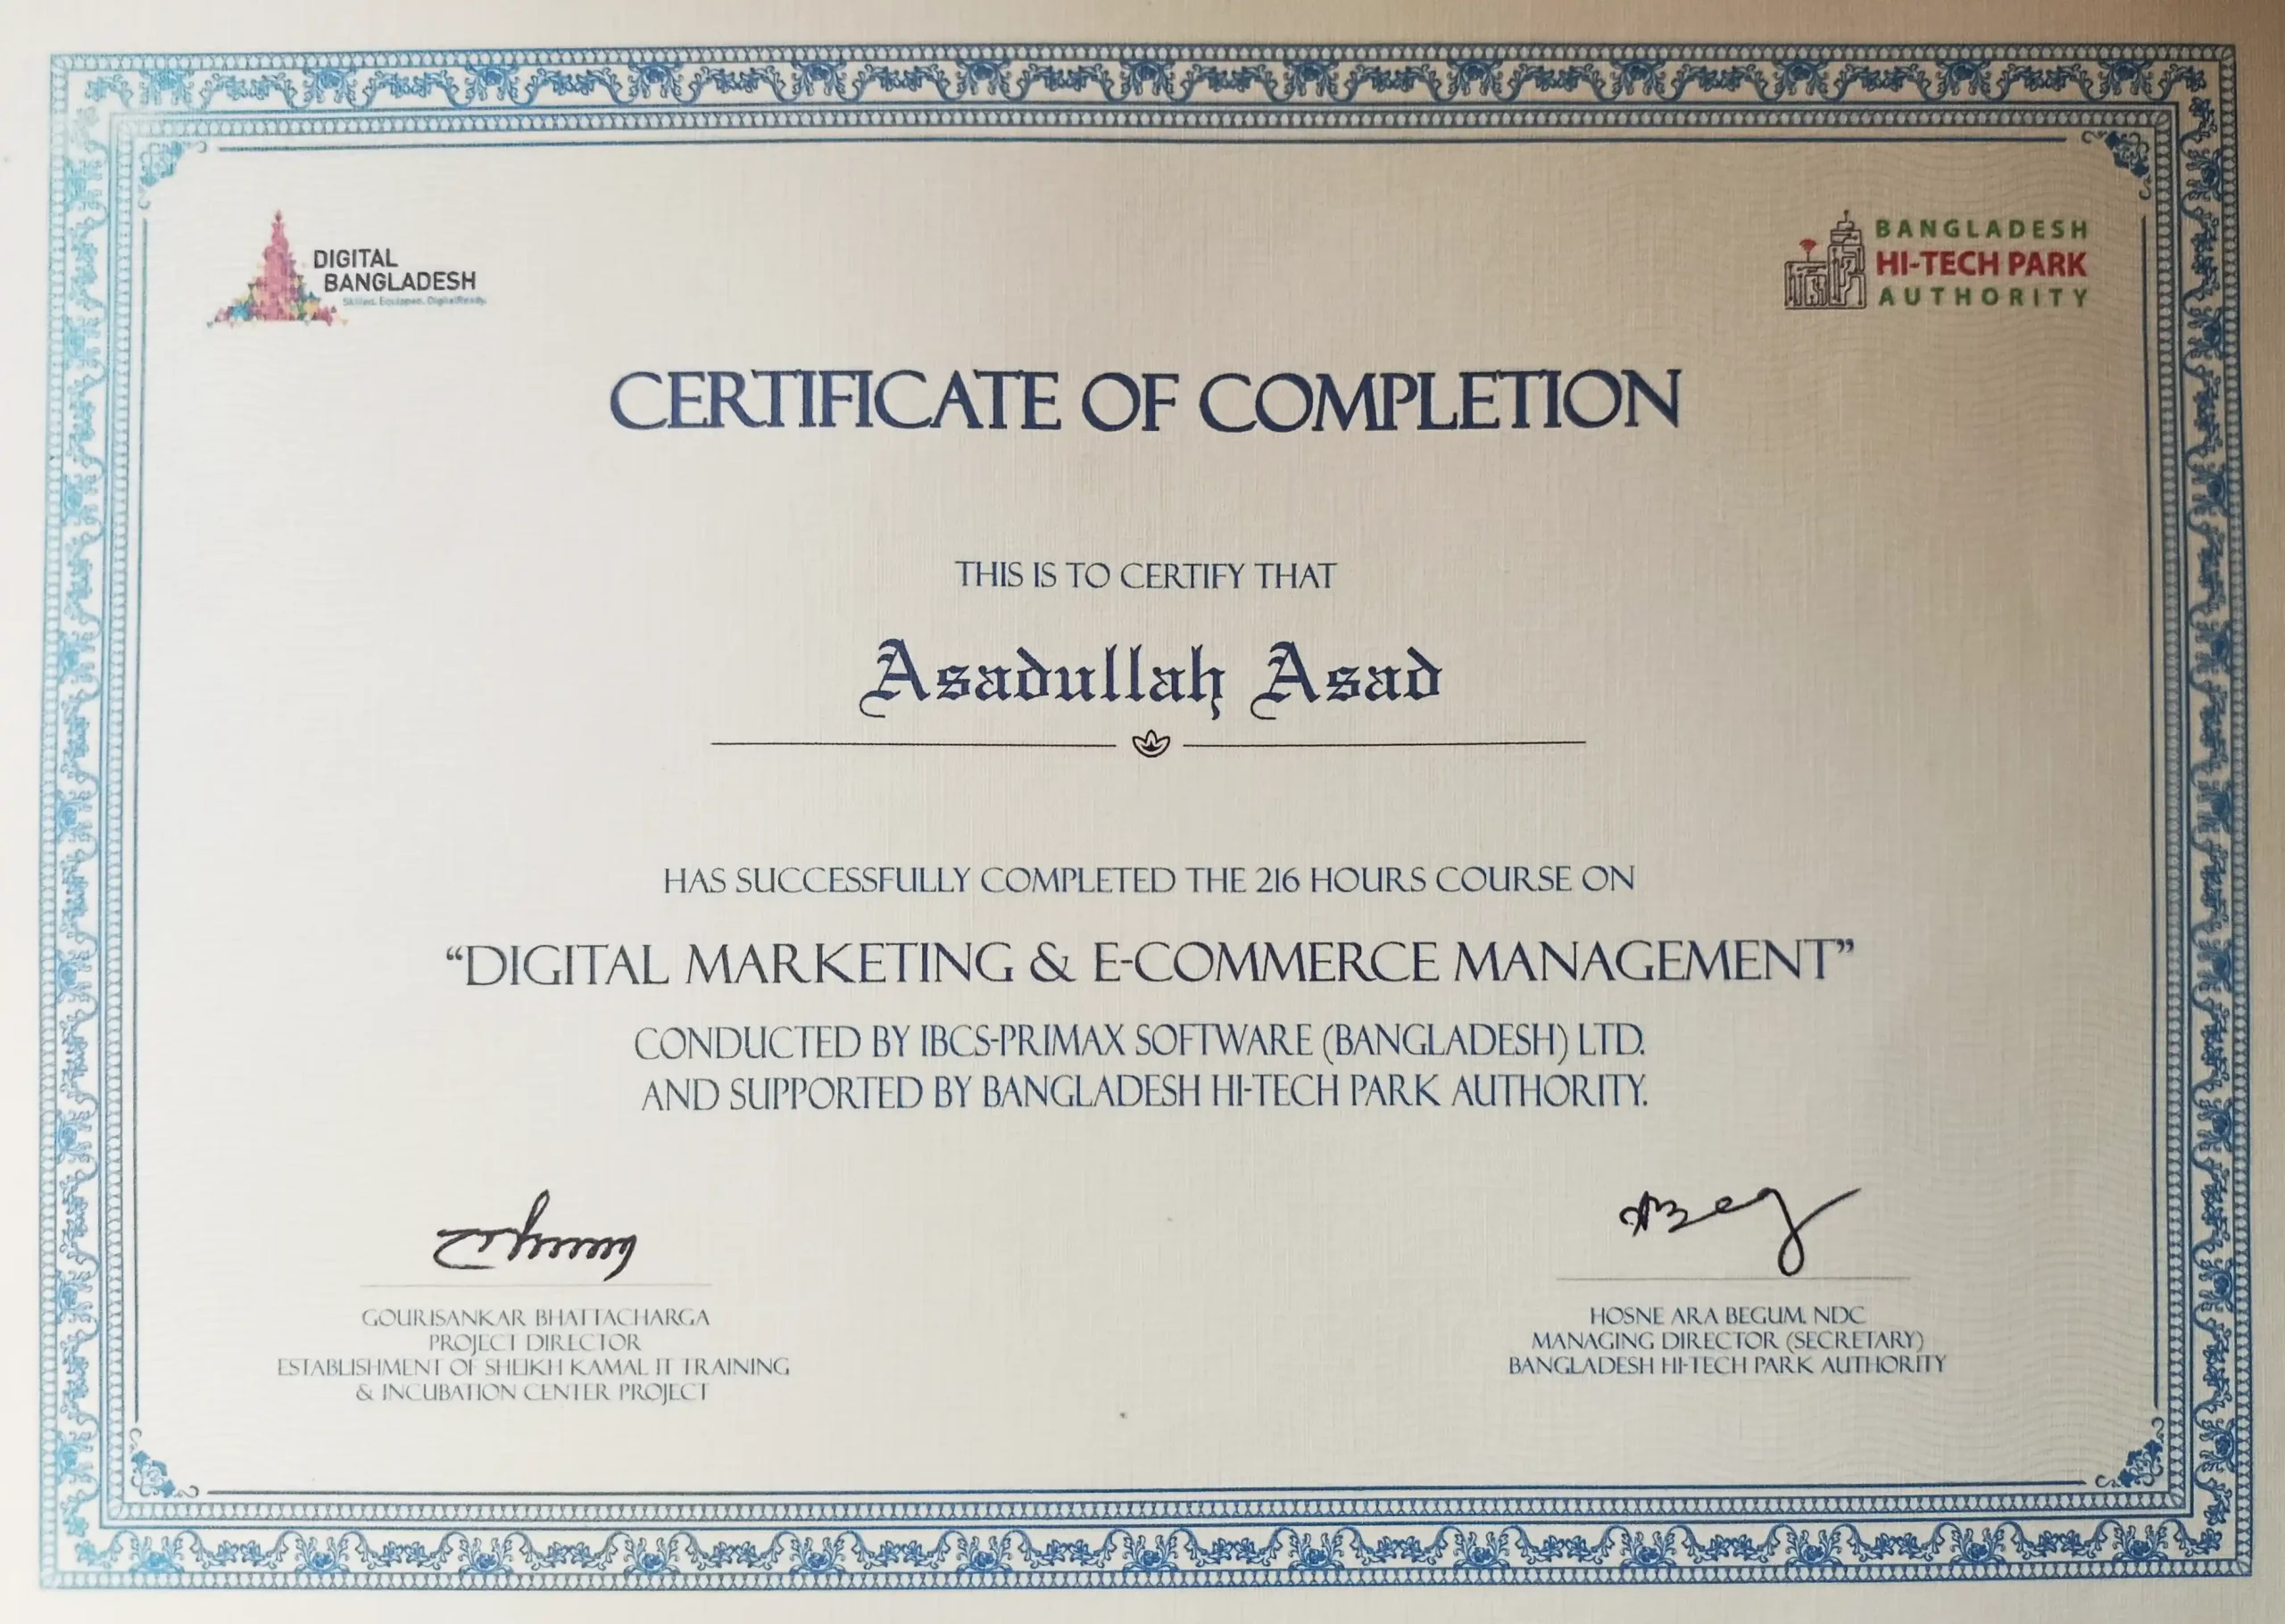 DIGITAL
BANGLADESH
Skilled. Equipped. DigitalReady.
BANGLADESH
HI-TECH PARK
AUTHORITY
CERTIFICATE OF COMPLETION
THIS IS TO CERTIFY THAT
Asadullah Asad
HAS SUCCESSFULLY COMPLETED THE 216 HOURS COURSE ON
“DIGITAL MARKETING & E-COMMERCE MANAGEMENT”
CONDUCTED BY IBCS-PRIMAX SOFTWARE (BANGLADESH) LTD.
AND SUPPORTED BY BANGLADESH HI-TECH PARK AUTHORITY.
GOURISANKAR BHATTACHARGA
PROJECT DIRECTOR
ESTABLISHMENT OF SHEIKH KAMAL IT TRAINING
& INCUBATION CENTER PROJECT
HOSNE ARA BEGUM, NDC
MANAGING DIRECTOR (SECRETARY)
BANGLADESH HI-TECH PARK AUTHORITY